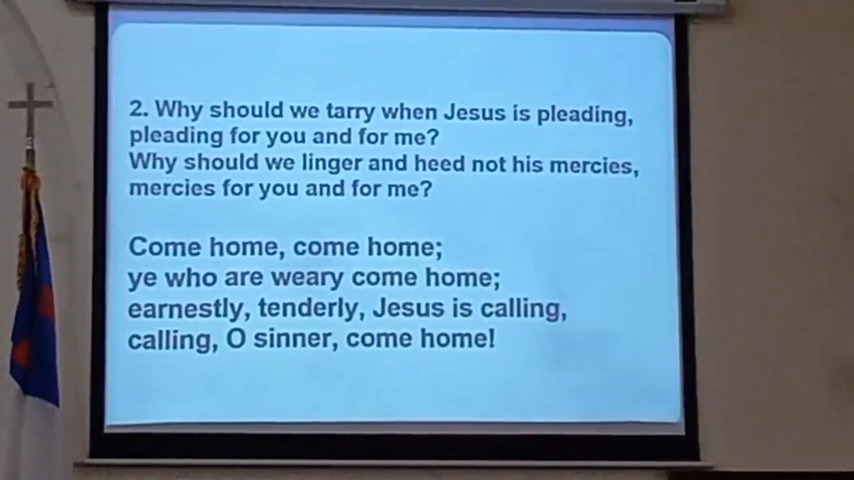 2. Why should we tarry when Jesus is pleading,
pleading for you and for me?
Why should we linger and heed not his mercies,
mercies for you and for me?
Come home, come home;
ye who are weary come home;
earnestly, tenderly, Jesus is calling,
calling, O sinner, come home!